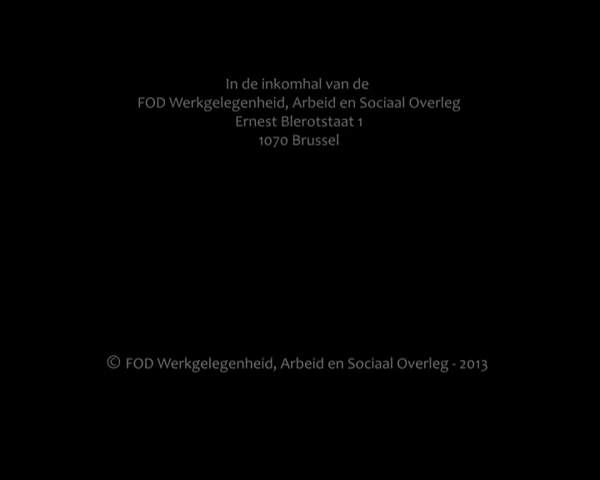 In de inkomhal van de
FOD Werkgelegenheid, Arbeid en Sociaal Overleg
Ernest Blerotstaat 1
1070 Brussel
© FOD Werkgelegenheid, Arbeid en Sociaal Overleg - 2013